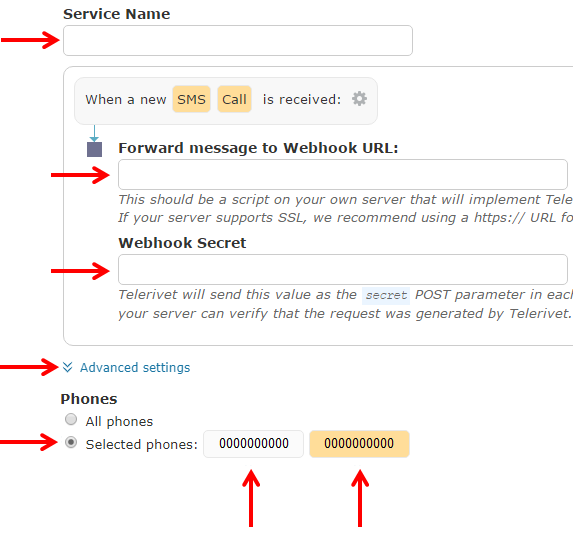 Service Name
When a new SMS Call is received:
Forward message to Webhook URL:
This should be a script on your own server that will implement Tele
If your server supports SSL, we recommend using a https:// URL fo
Webhook Secret
Telerivet will send this value as the secret POST parameter in eac
your server can verify that the request was generated by Telerivet.
Advanced settings
Phones
All phones
Selected phones: 0000000000 0000000000